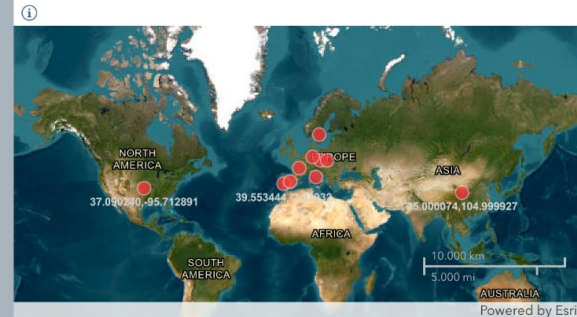 NORTH
AMERICA
EUROPE
ASIA
37.090240,-95.712891
39.553444
35.000074,104.999927
AFRICA
SOUTH
AMERICA
10.000 km
5.000 mi
AUSTRALIA
Powered by Esri